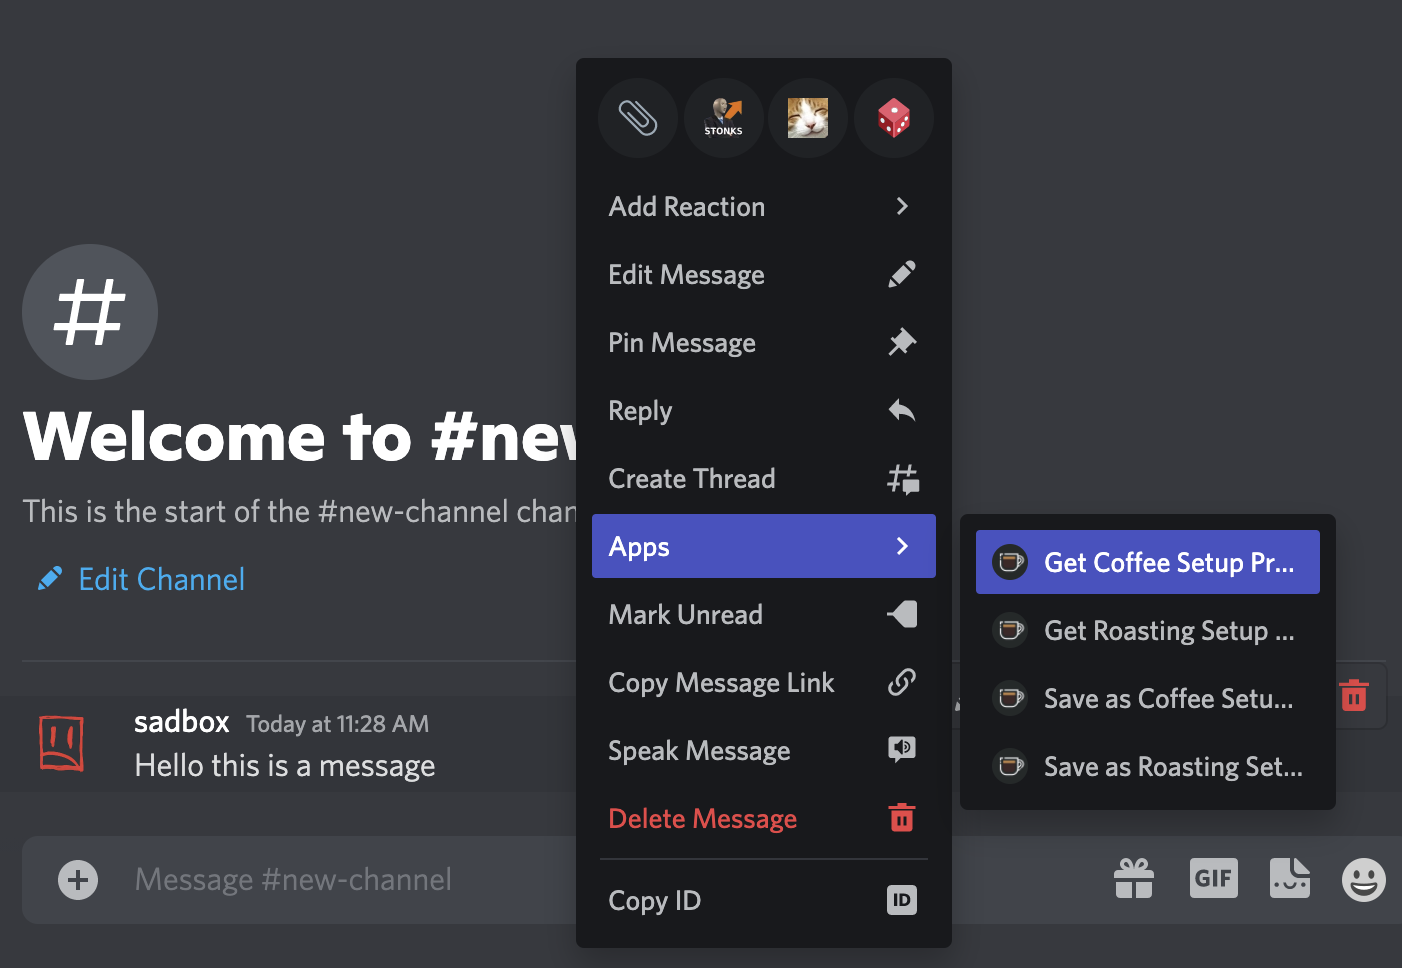 STONKS
Add Reaction
Edit Message
Pin Message
Reply
Create Thread
Apps
Mark Unread
Copy Message Link
Speak Message
Delete Message
Copy ID
ID
Get Coffee Setup Pr...
Get Roasting Setup ...
Save as Coffee Setu...
Save as Roasting Set...
#
Welcome to #new
This is the start of the #new-channel chan
Edit Channel
sadbox Today at 11:28 AM
Hello this is a message
Message #new-channel
GIF